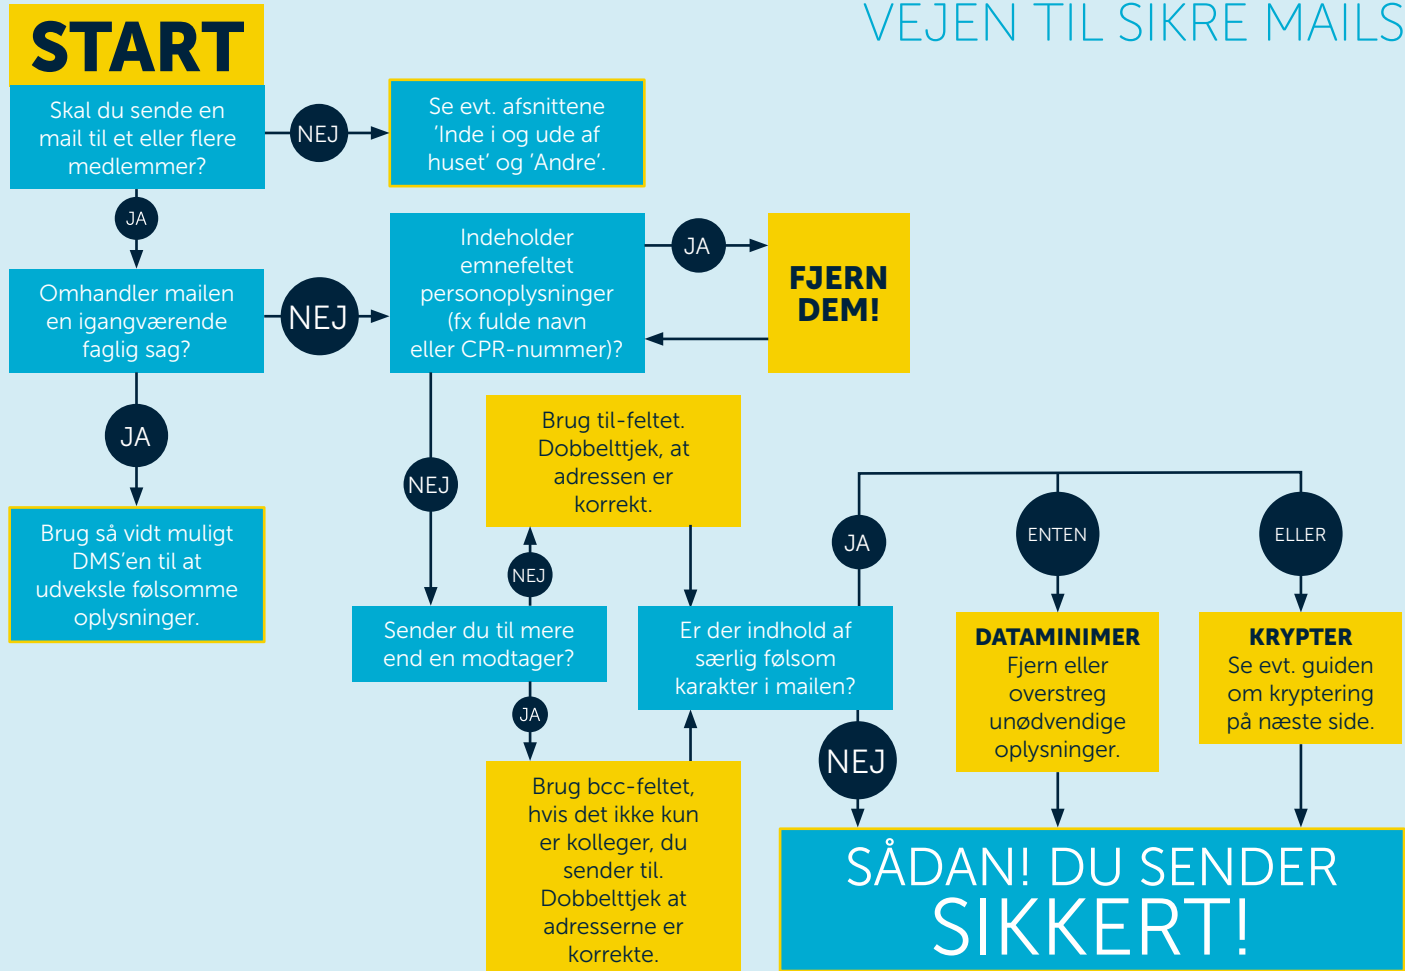 VEJEN TIL SIKRE MAILS
START
Skal du sende en
mail til et eller flere
medlemmer?
NEJ
Se evt. afsnittene
'Inde i og ude af
huset' og 'Andre'.
JA
Omhandler mailen
en igangværende
faglig sag?
NEJ
Indeholder
emnefeltet
personoplysninger
(fx fulde navn
eller CPR-nummer)?
JA
FJERN
DEM!
JA
Brug så vidt muligt
DMS'en til at
udveksle følsomme
oplysninger.
NEJ
Brug til-feltet.
Dobbelttjek, at
adressen er
korrekt.
NEJ
Sender du til mere
end en modtager?
JA
Brug bcc-feltet,
hvis det ikke kun
er kolleger, du
sender til.
Dobbelttjek at
adresserne er
korrekte.
Er der indhold af
særlig følsom
karakter i mailen?
JA
ENTEN
ELLER
DATAMINIMER
Fjern eller
overstreg
unødvendige
oplysninger.
KRYPTER
Se evt. guiden
om kryptering
på næste side.
NEJ
SÅDAN! DU SENDER
SIKKERT!